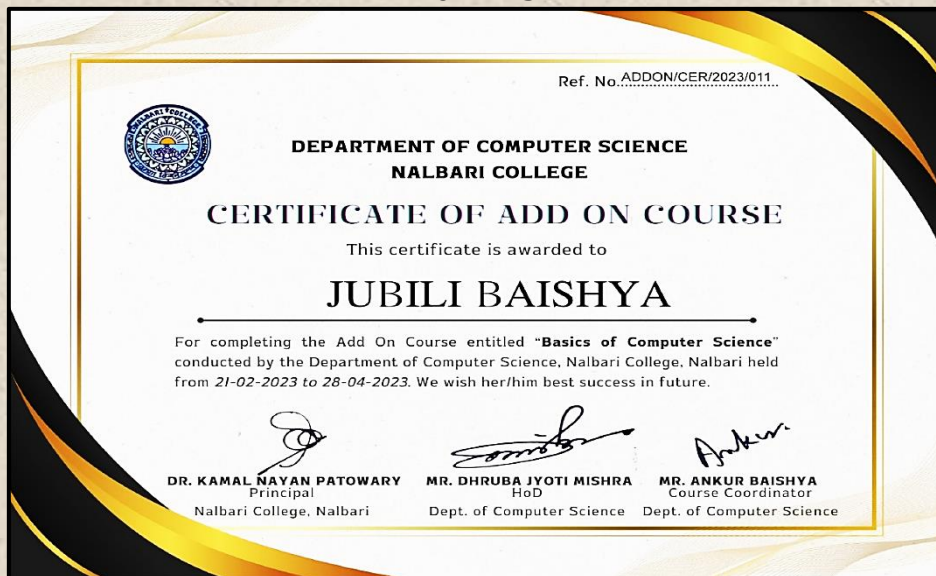 Ref. No. ADDON/CER/2023/011
NALBARI COLLEGE
DEPARTMENT OF COMPUTER SCIENCE
NALBARI COLLEGE
CERTIFICATE OF ADD ON COURSE
This certificate is awarded to
JUBILI BAISHYA
For completing the Add On Course entitled "Basics of Computer Science"
conducted by the Department of Computer Science, Nalbari College, Nalbari held
from 21-02-2023 to 28-04-2023. We wish her/him best success in future.
Ankur.
DR. KAMAL NAYAN PATOWARY MR. DHRUBA JYOTI MISHRA MR. ANKUR BAISHYA
Principal HoD Course Coordinator
Nalbari College, Nalbari Dept. of Computer Science Dept. of Computer Science